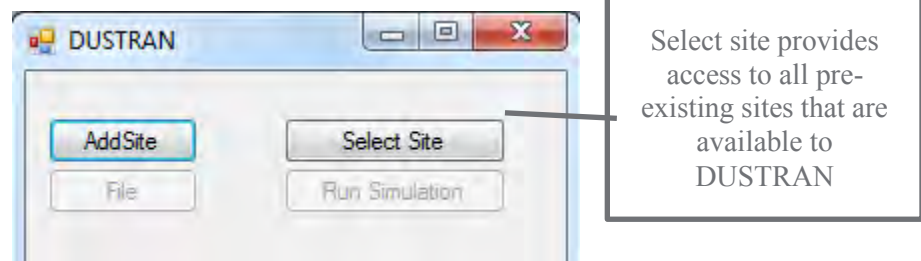 DUSTRAN
AddSite
Select Site
File
Run Simulation
Select site provides
access to all pre-
existing sites that are
available to
DUSTRAN